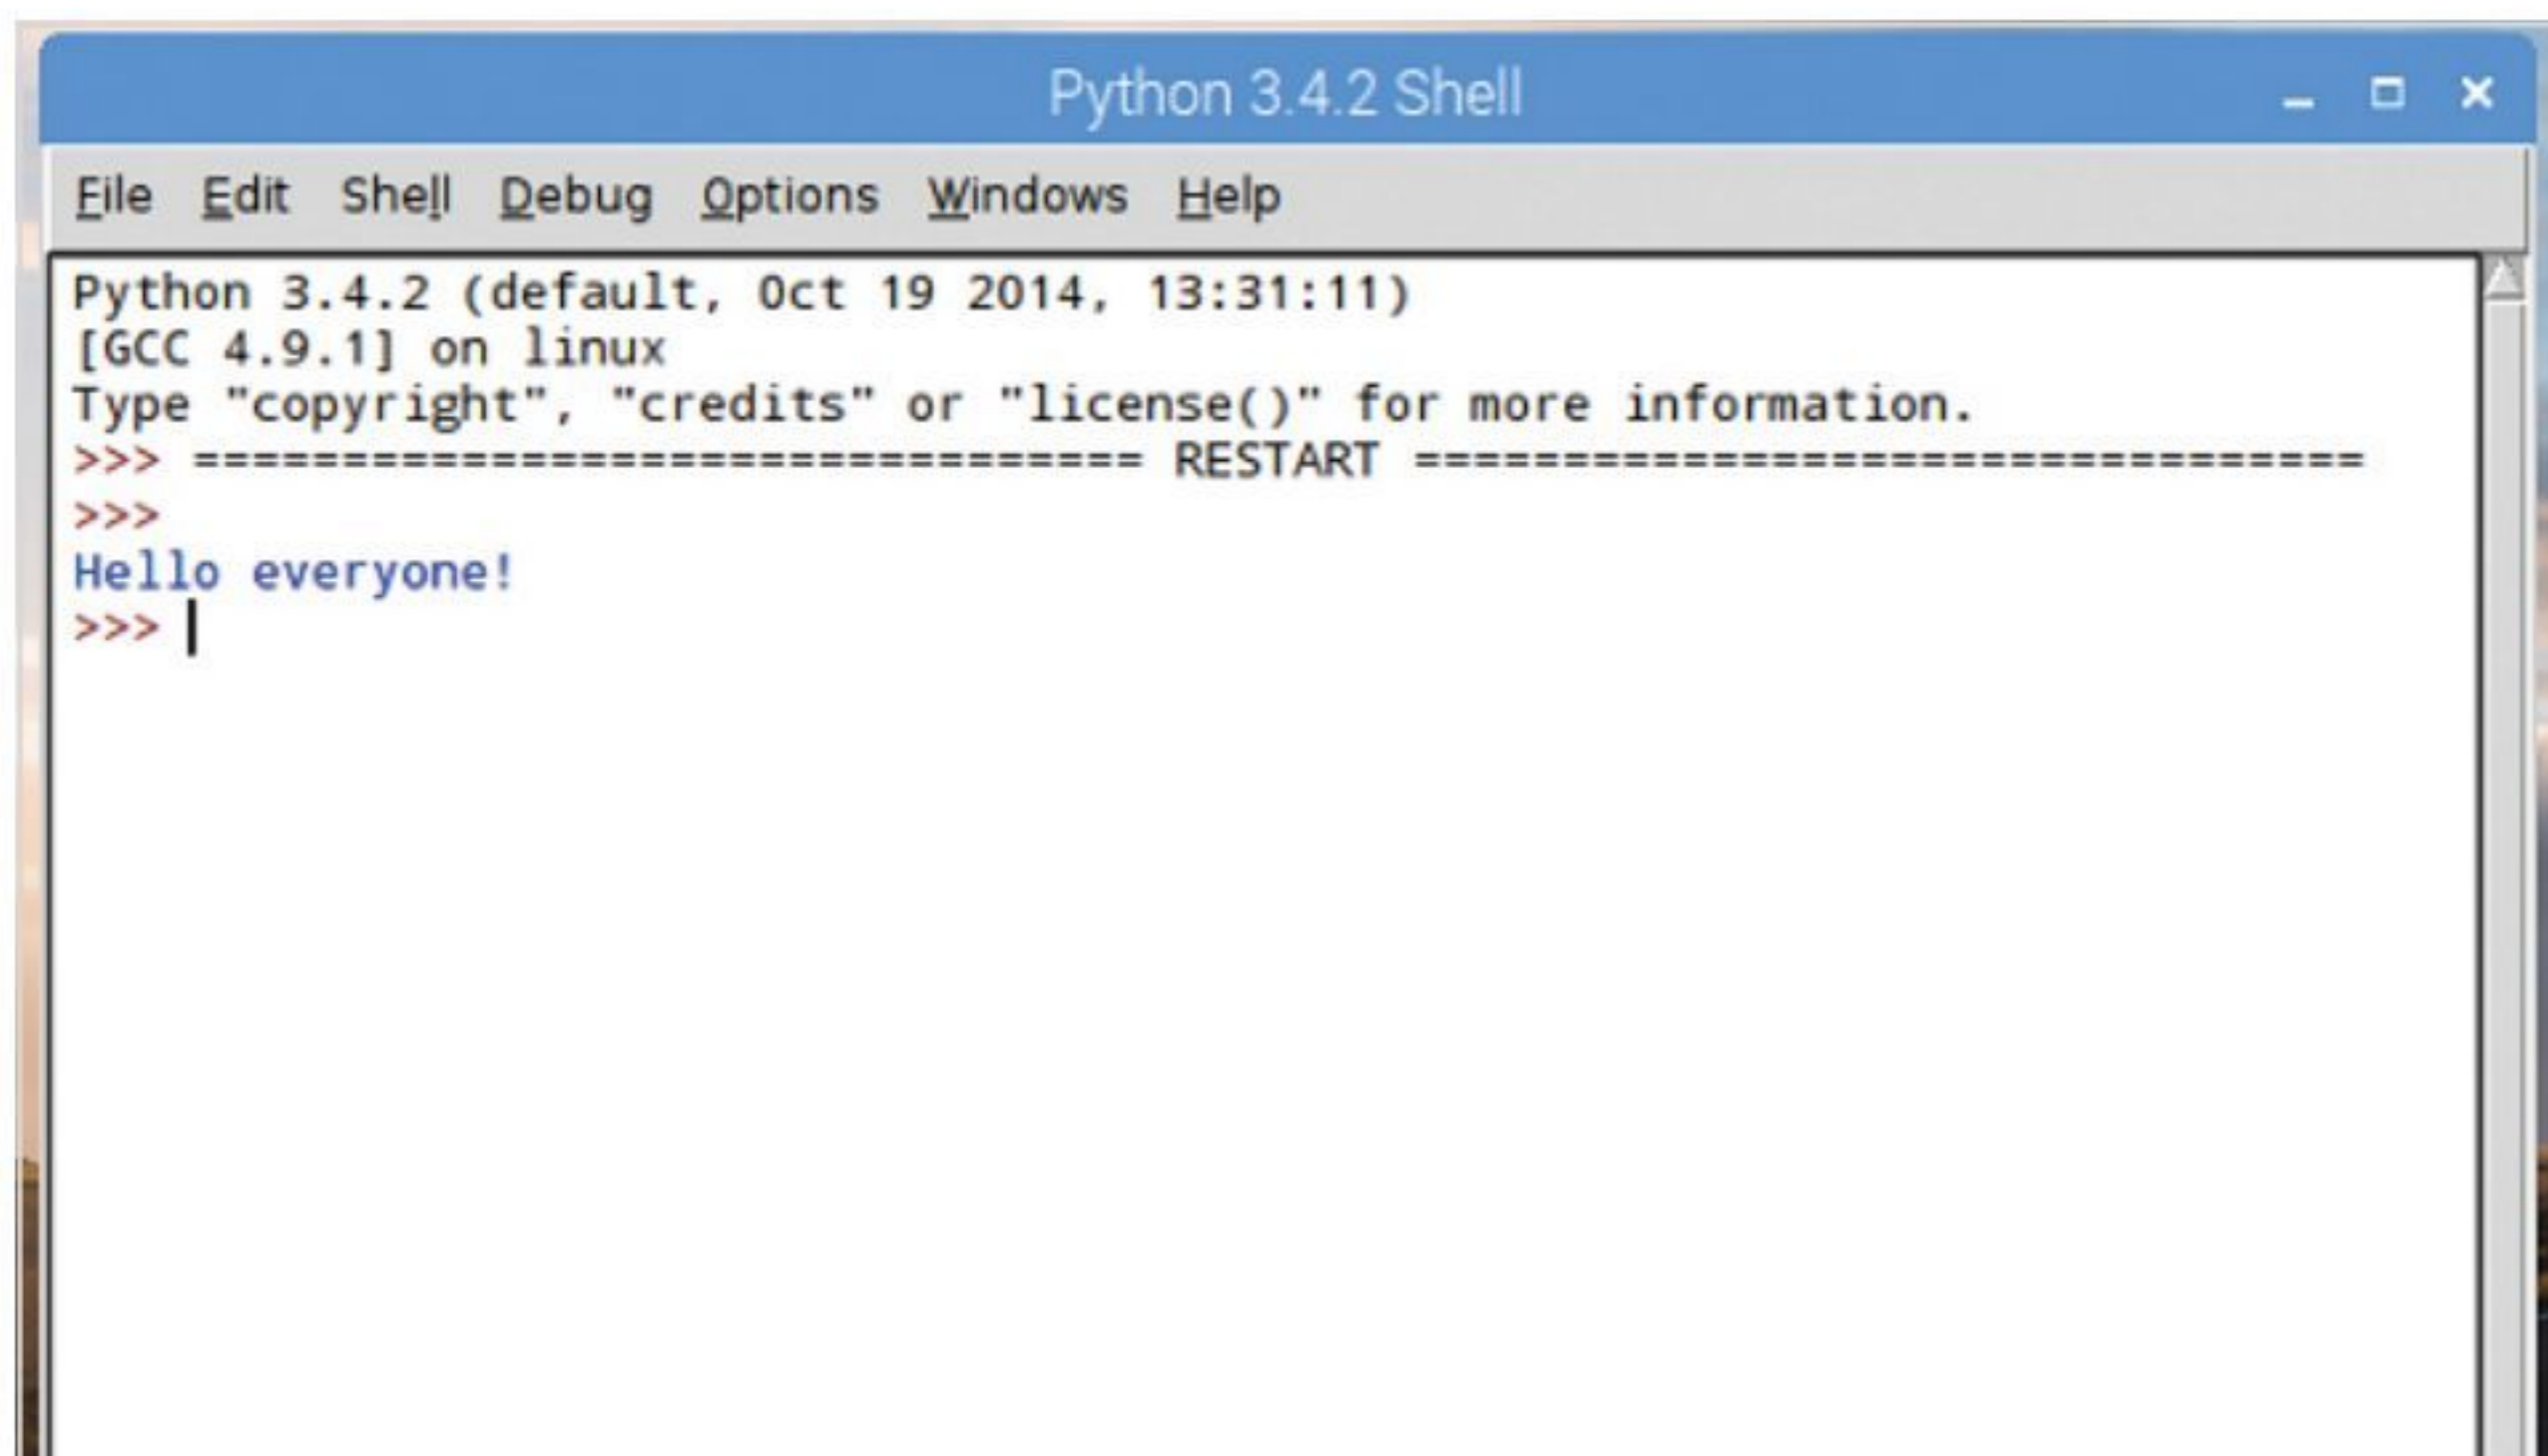 Python 3.4.2 Shell
File Edit Shell Debug Options Windows Help
Python 3.4.2 (default, Oct 19 2014, 13:31:11)
[GCC 4.9.1] on linux
Type "copyright", "credits" or "license()" for more information.
>>> ================================ RESTART ================================
>>>
Hello everyone!
>>>